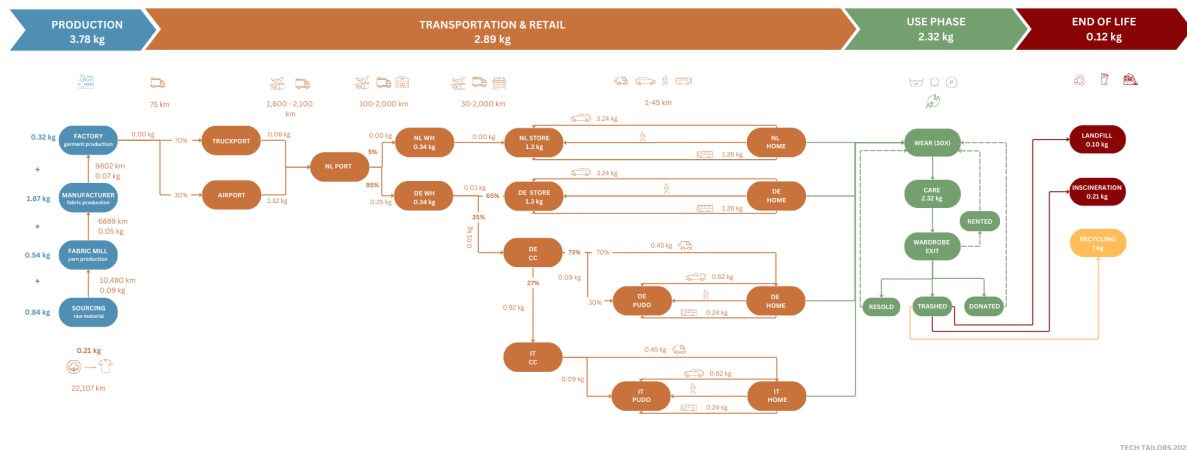 PRODUCTION
3.78 kg
TRANSPORTATION & RETAIL
2.89 kg
USE PHASE
2.32 kg
END OF LIFE
0.12 kg
75 km
1,600 - 2,100
km
100-2,000 km
30-2,000 km
1-45 km
P
0.32 kg
FACTORY
garment production
0.00 kg
70%
TRUCKPORT
0.06 kg
+
9802 km
0.07 kg
1.87 kg
MANUFACTURER
fabric production
30%
AIRPORT
1.32 kg
+
6889 km
0.05 kg
0.54 kg
FABRIC MILL
yarn production
+
10,480 km
0.09 kg
0.84 kg
SOURCING
raw material
0.21 kg
22,107 km
NL PORT
0.00 kg
5%
NL WH
0.34 kg
0.00 kg
NL STORE
1.3 kg
3.24 kg
1.26 kg
NL
HOME
95%
0.25 kg
DE WH
0.34 kg
0.01 kg
65%
DE STORE
1.3 kg
3.24 kg
1.26 kg
DE
HOME
35%
0.01 kg
DE
CC
73%
70%
0.45 kg
0.09 kg
30%
DE
PUDO
0.62 kg
0.24 kg
DE
HOME
27%
0.92 kg
IT
CC
0.45 kg
0.09 kg
IT
PUDO
0.62 kg
0.24 kg
IT
HOME
WEAR (30X)
CARE
2.32 kg
RENTED
WARDROBE
EXIT
RESOLD
TRASHED
DONATED
LANDFILL
0.10 kg
INSCINERATION
0.21 kg
RECYCLING
? kg
TECH TAILORS 202